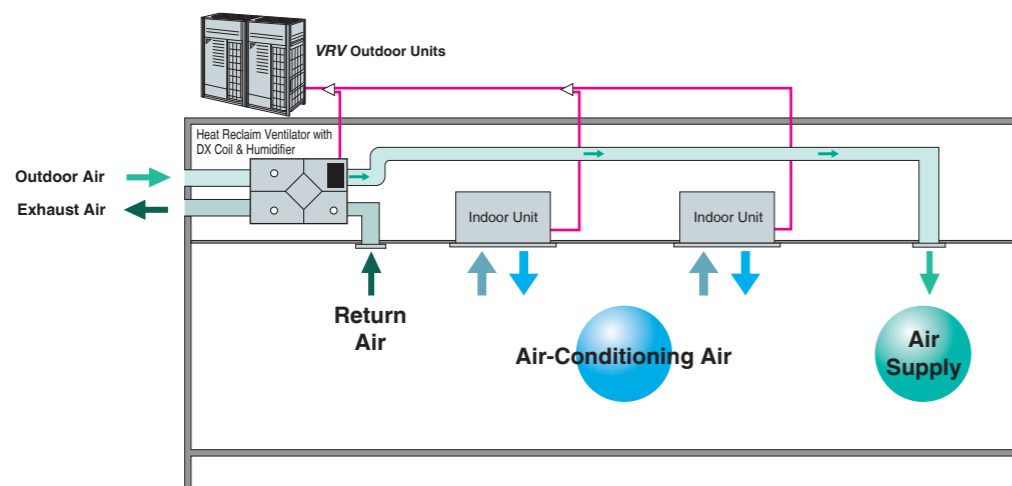 VRV Outdoor Units
Heat Reclaim Ventilator with
DX Coil & Humidifier
Outdoor Air
Exhaust Air
Indoor Unit
Indoor Unit
Return
Air
Air-Conditioning Air
Air
Supply